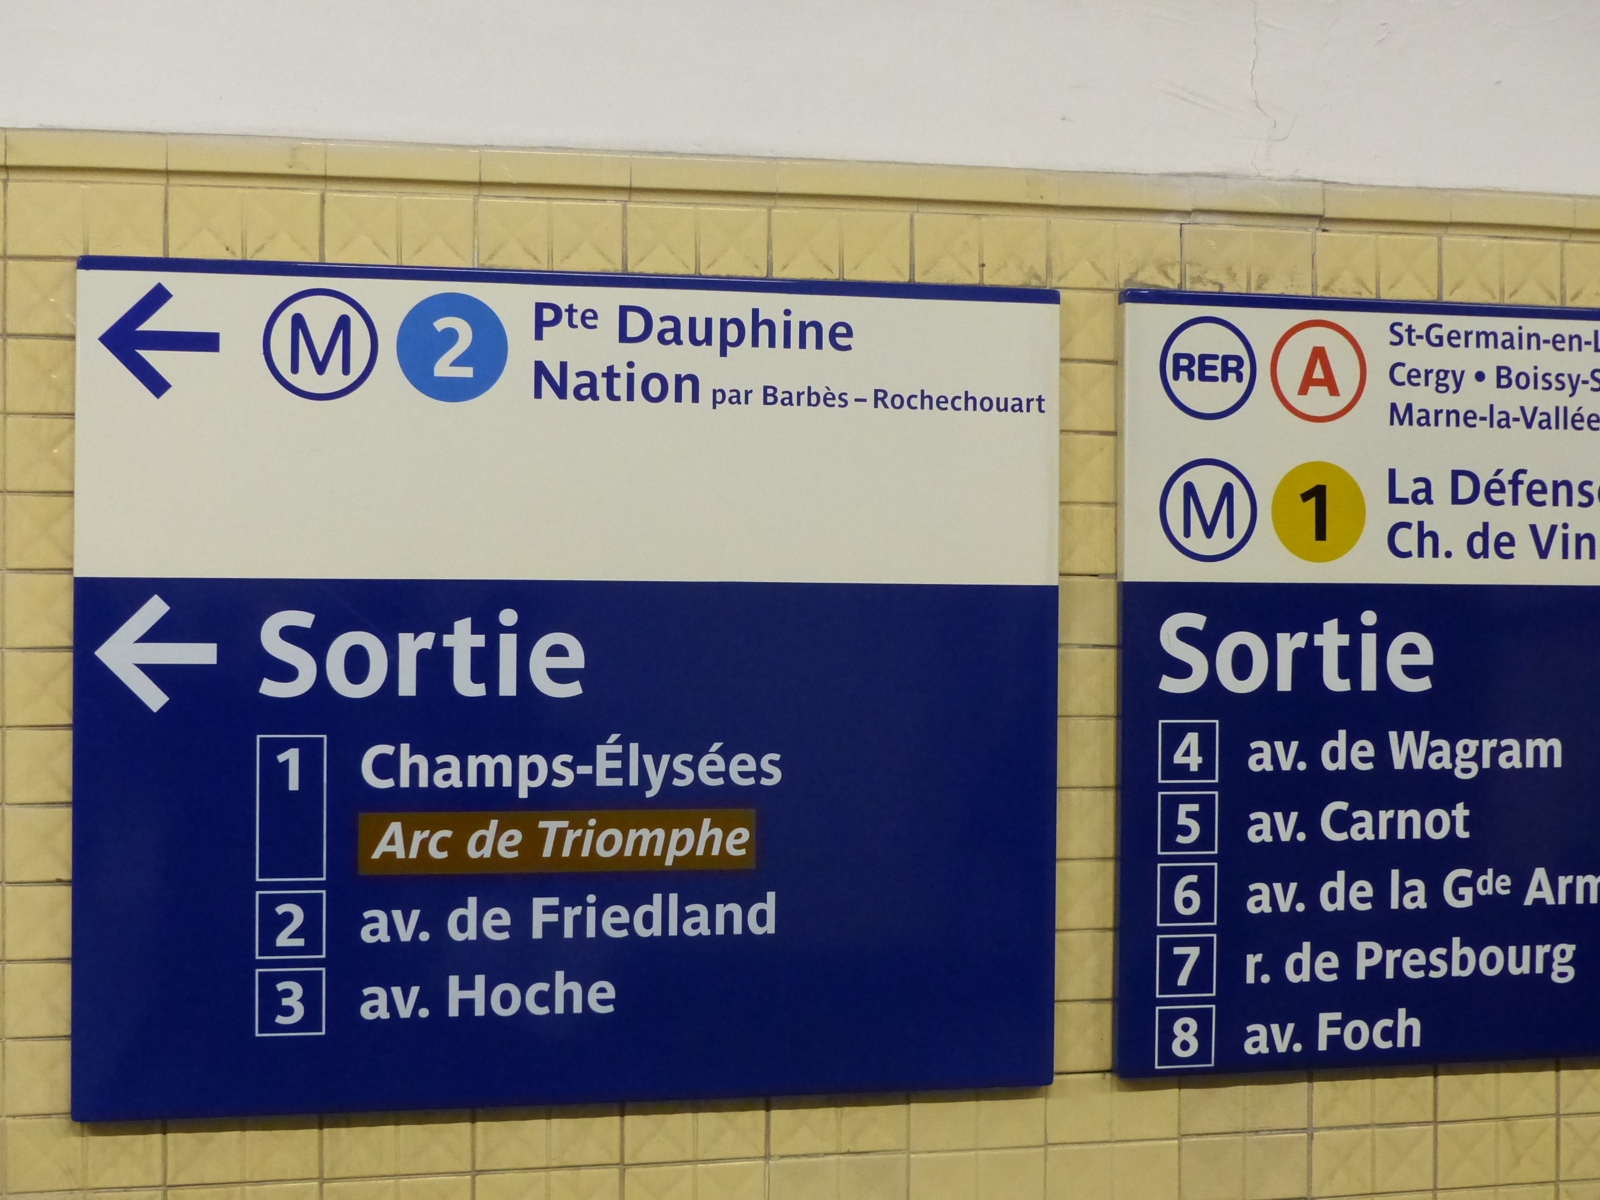 M 2 Pte Dauphine
Nation par Barbès – Rochechouart
Sortie
1 Champs-Élysées
Arc de Triomphe
2 av. de Friedland
3 av. Hoche
RER A St-Germain-en-L
Cergy • Boissy-S
Marne-la-Vallée
M 1 La Défense
Ch. de Vin
Sortie
4 av. de Wagram
5 av. Carnot
6 av. de la Gde Arm
7 r. de Presbourg
8 av. Foch